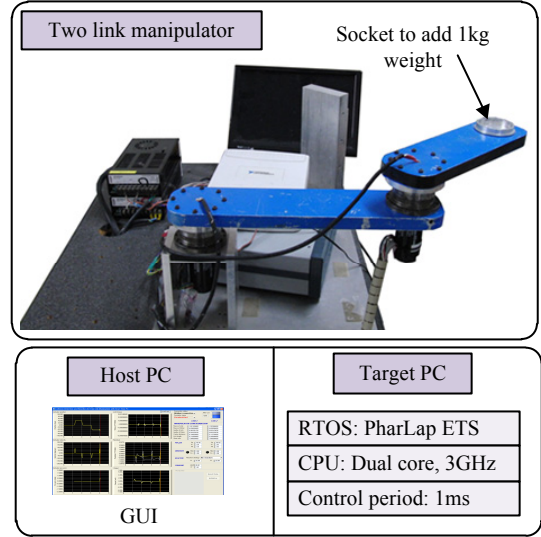 Two link manipulator
Socket to add 1kg
weight
Host PC
GUI
Target PC
RTOS: PharLap ETS
CPU: Dual core, 3GHz
Control period: 1ms